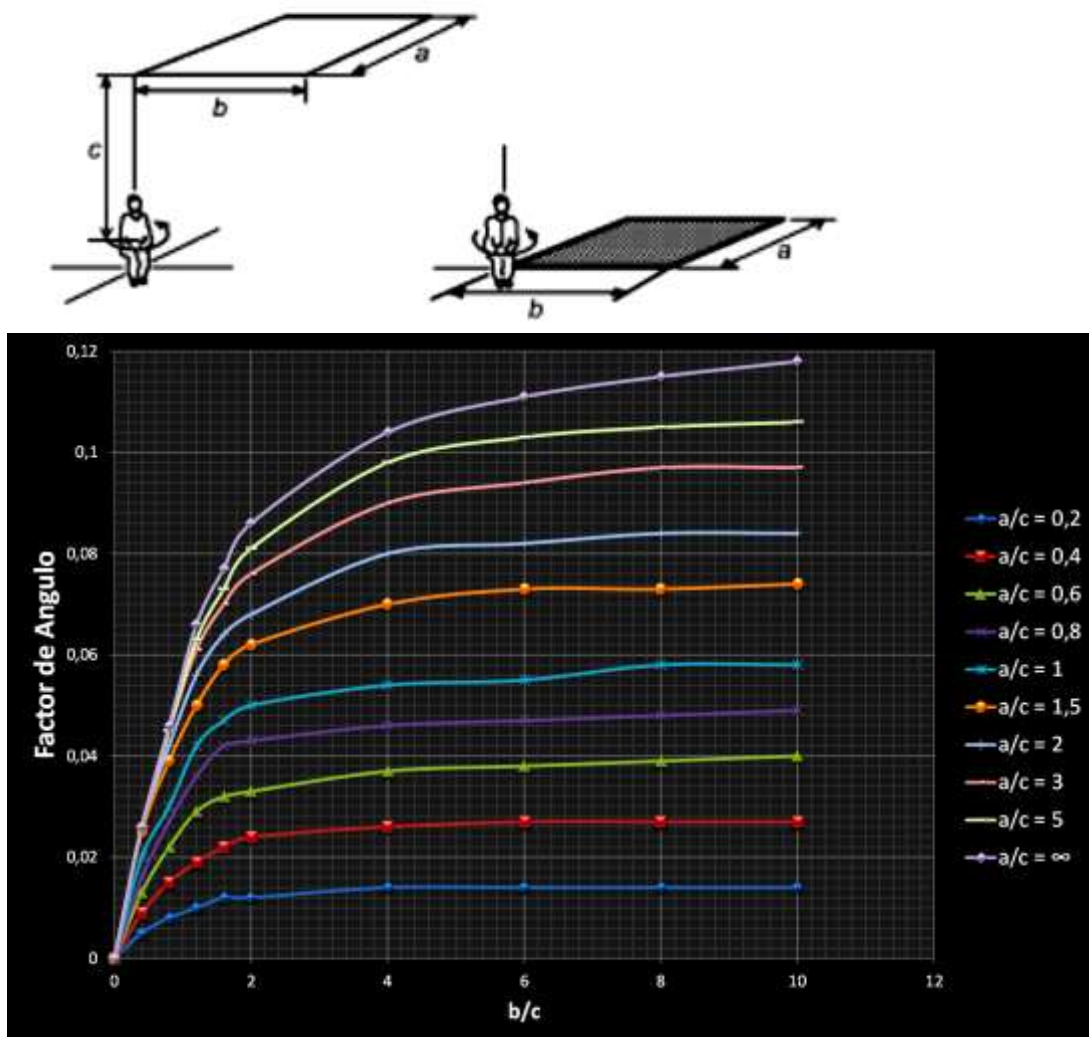 a
b
c
a
b
0,12
0,1
0,08
0,06
0,04
0,02
0
Factor de Angulo
0 2 4 6 8 10 12
b/c
a/c = 0,2
a/c = 0,4
a/c = 0,6
a/c = 0,8
a/c = 1
a/c = 1,5
a/c = 2
a/c = 3
a/c = 5
a/c = ∞